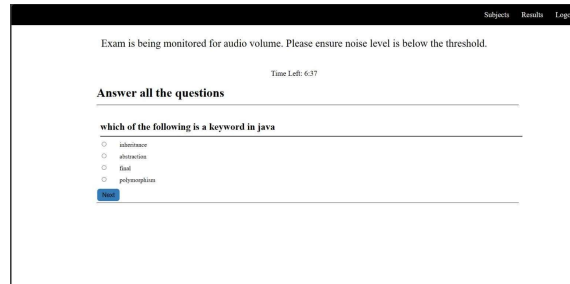 Subjects Results
Exam is being monitored for audio volume. Please ensure noise level is below the threshold.
Time Left: 6:37
Answer all the questions
which of the following is a keyword in java
inheritance
abstraction
final
polymorphism
Next